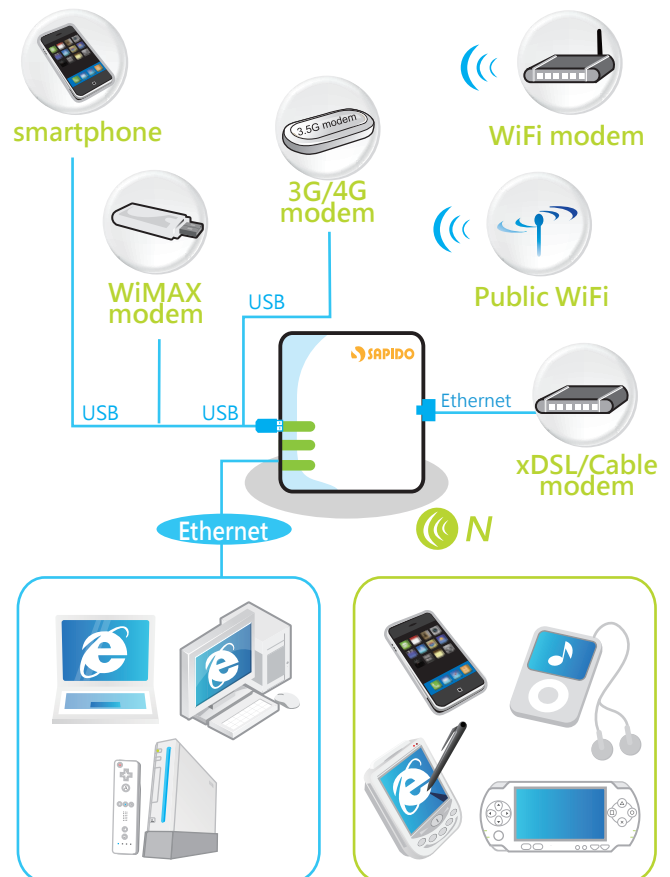 smartphone
3.5G modem
3G/4G
modem
WiFi modem
WiMAX
modem
USB
Public WiFi
SAPIDO
USB
USB
Ethernet
xDSL/Cable
modem
Ethernet
N